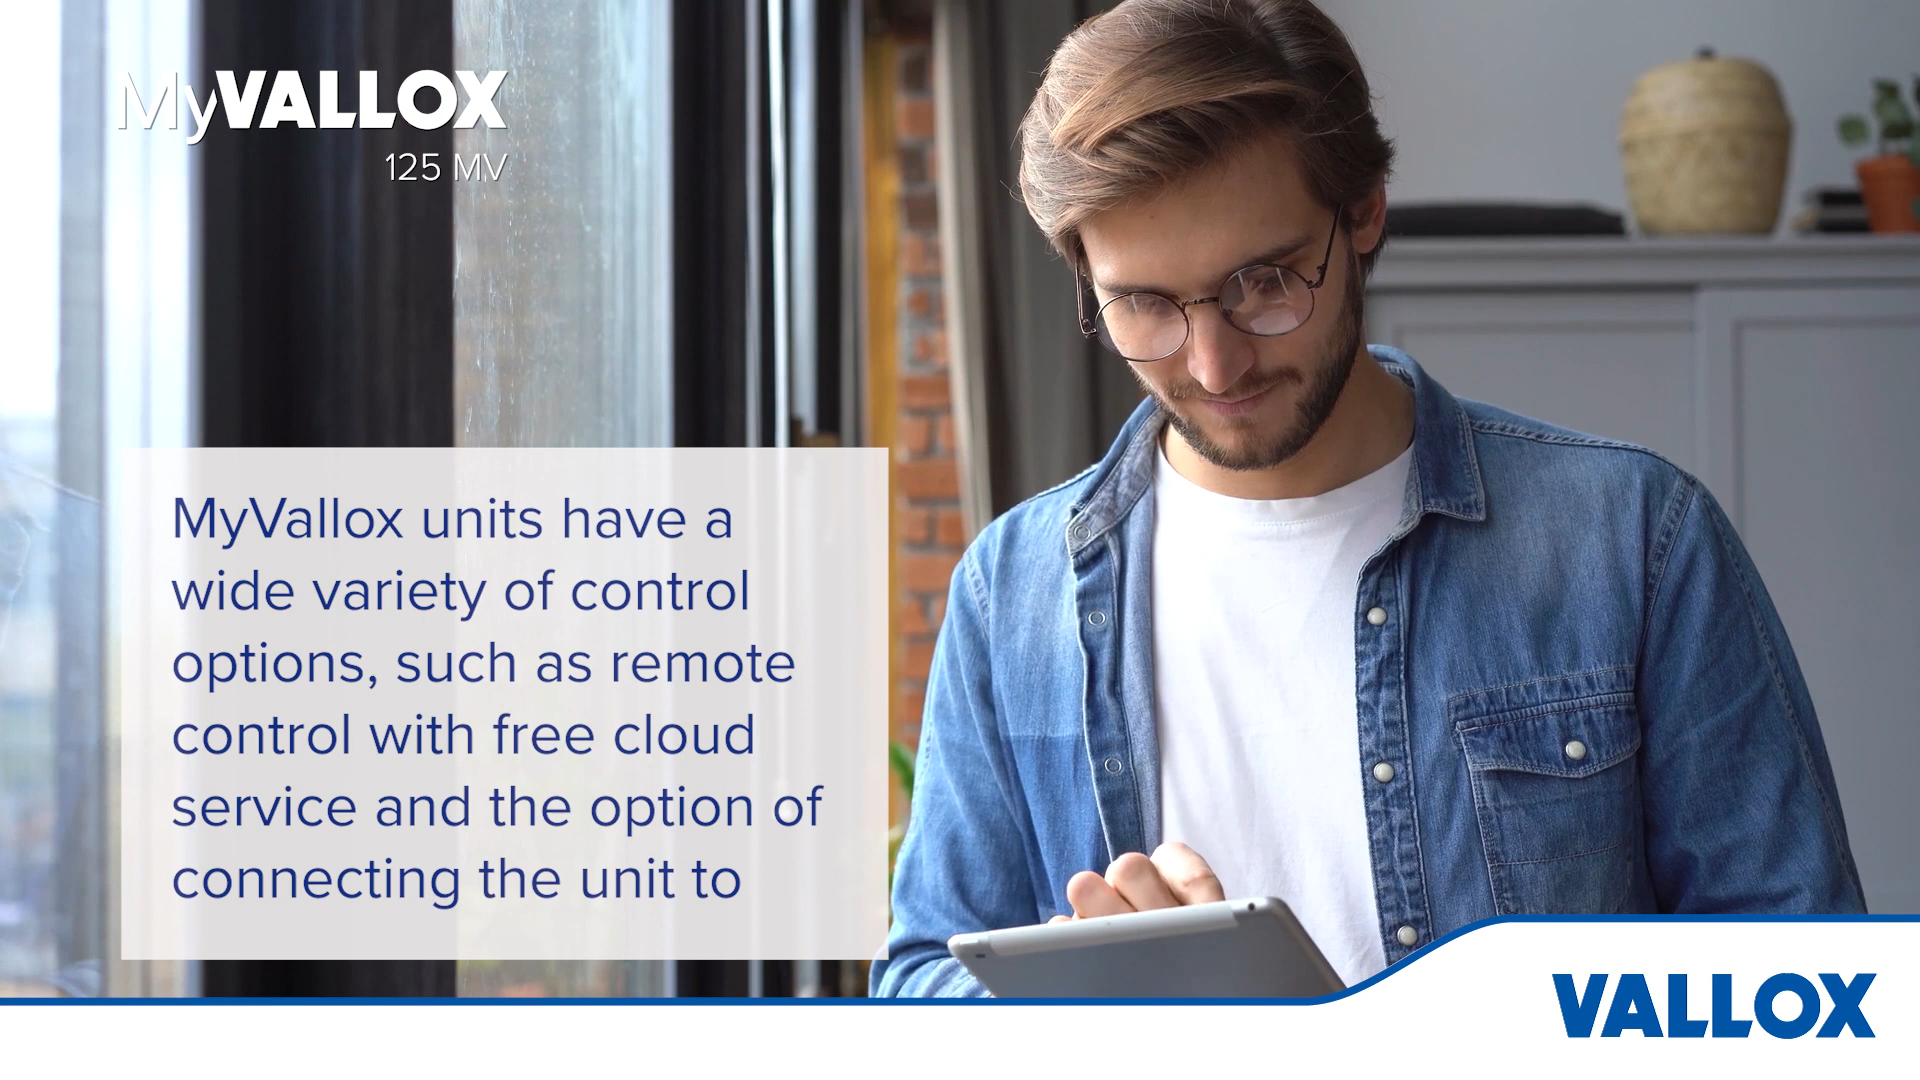 MyVALLOX
125 MV
MyVallox units have a
wide variety of control
options, such as remote
control with free cloud
service and the option of
connecting the unit to
VALLOX